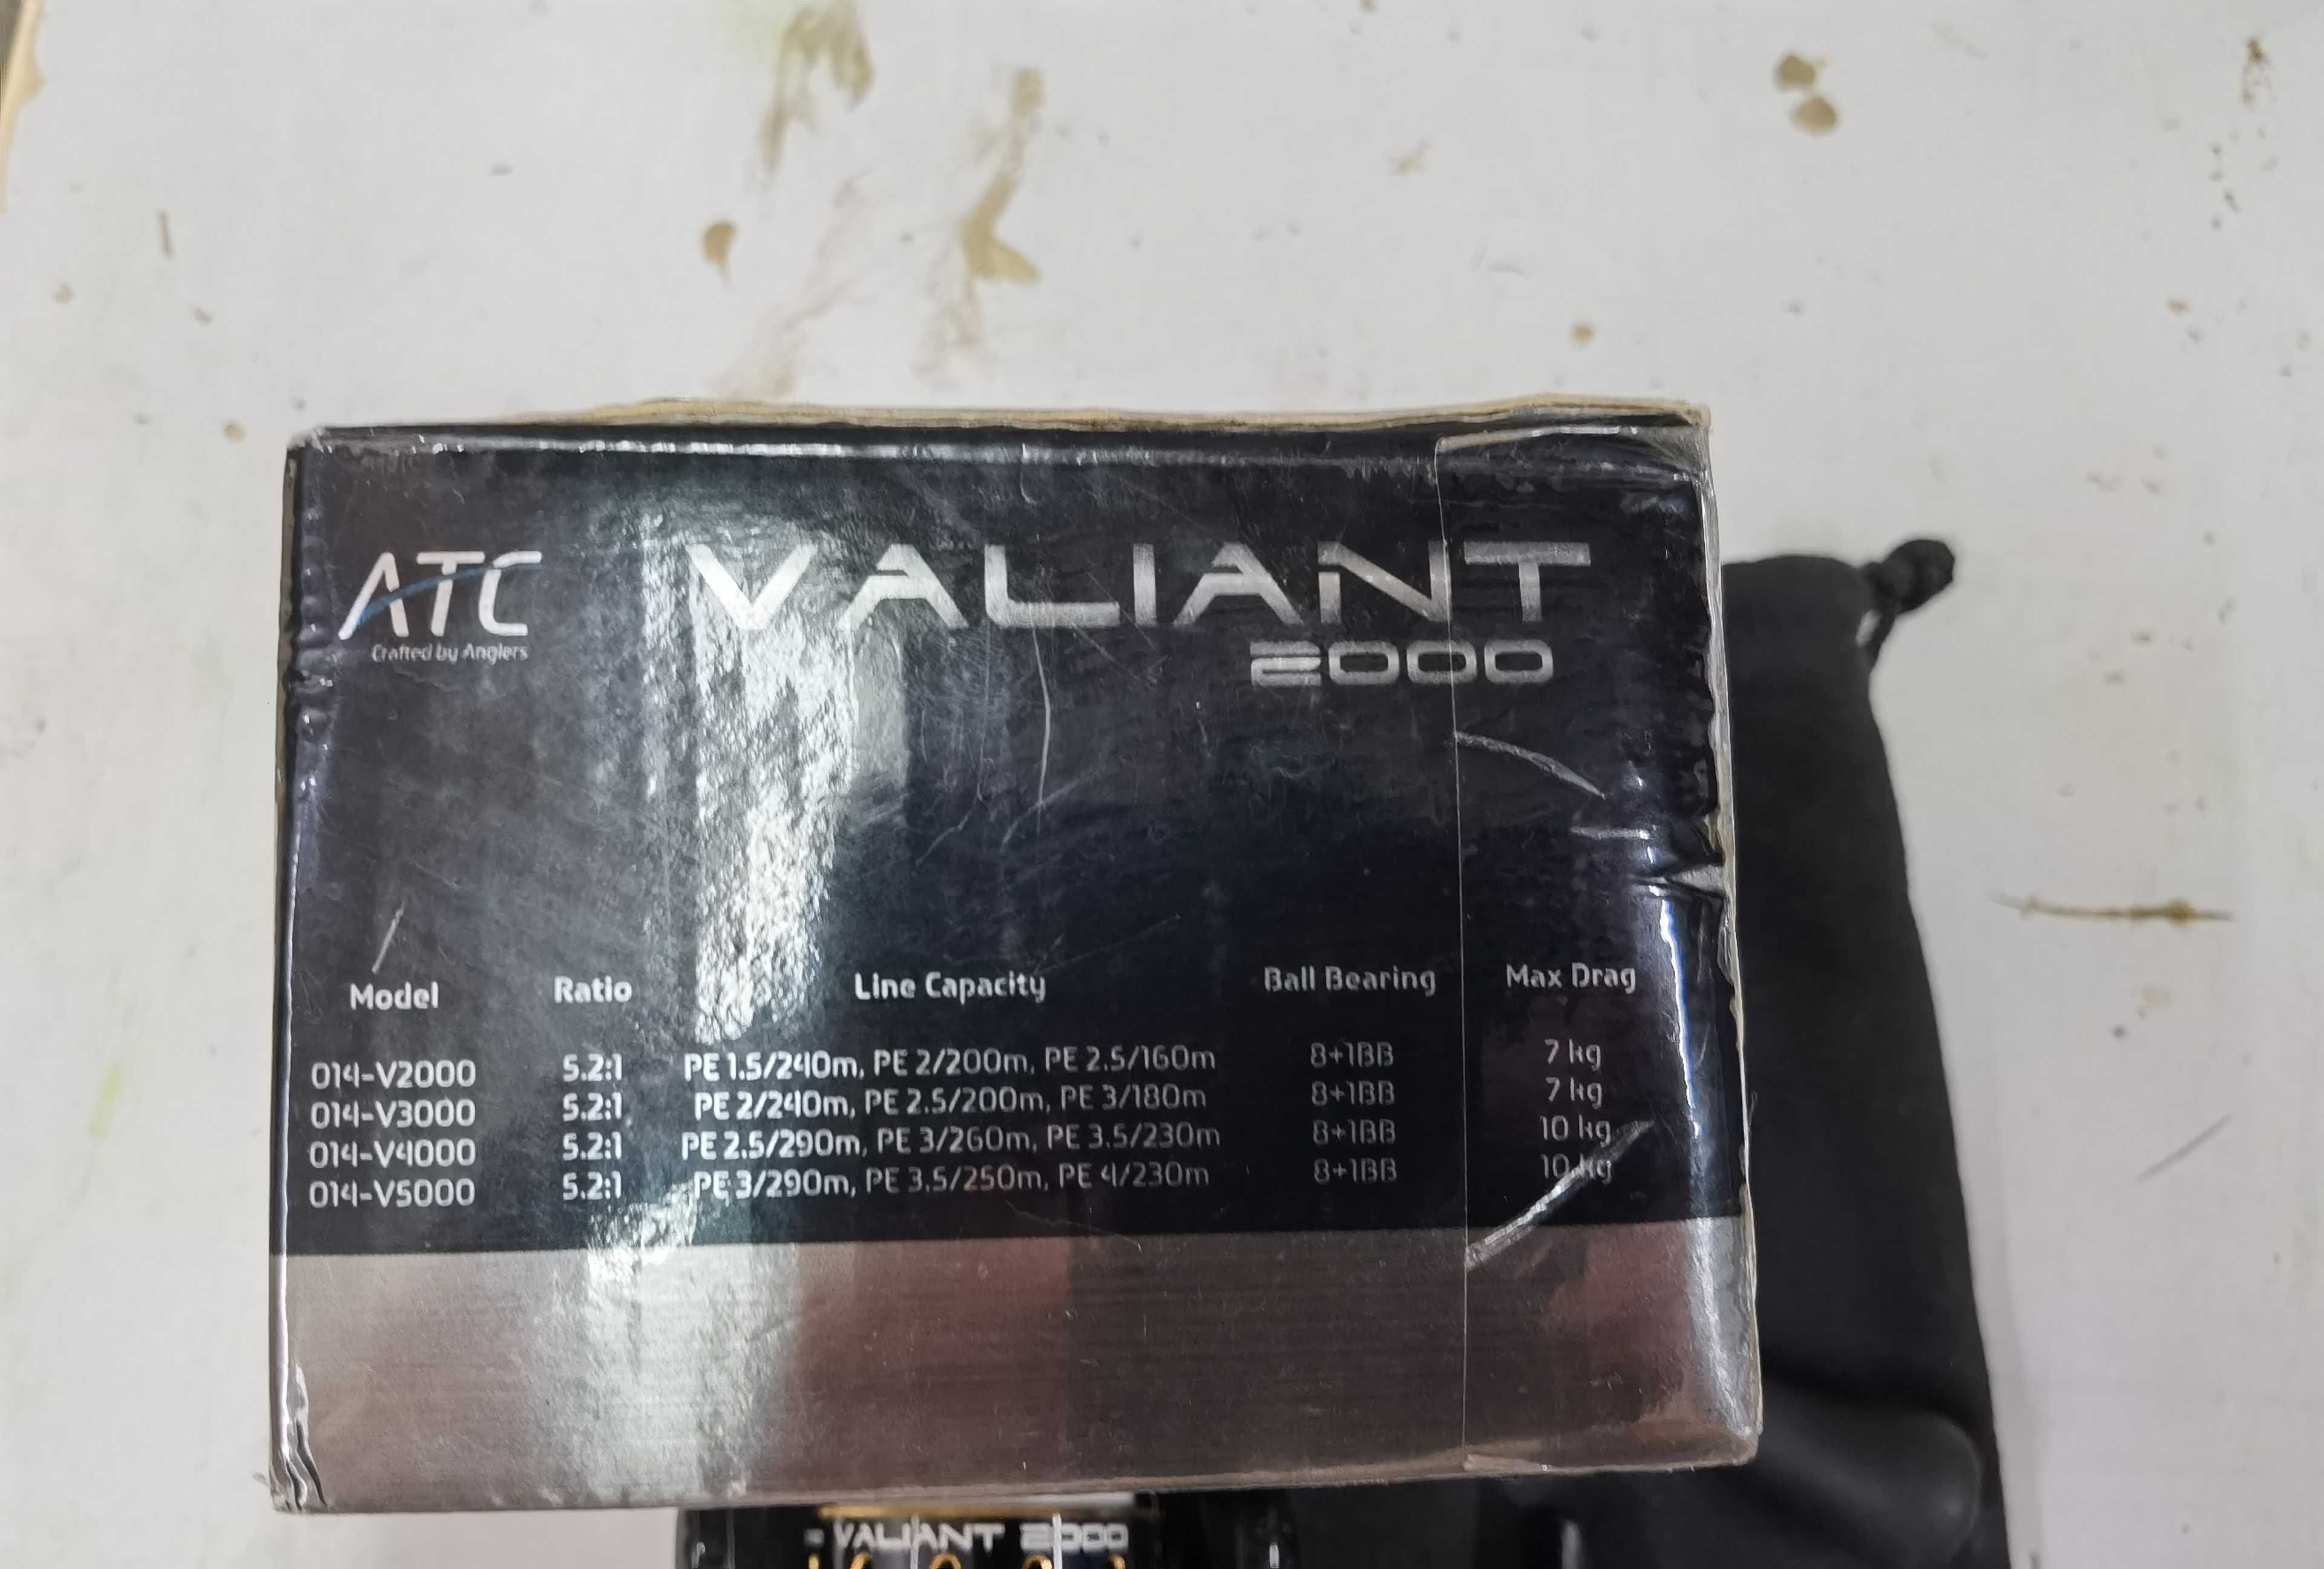 ATC
Crafted by Anglers
VALIANT
2000
Model Ratio Line Capacity Ball Bearing Max Drag
014-V2000 5.2:1 PE 1.5/240m, PE 2/200m, PE 2.5/160m 8+1BB 7 kg
014-V3000 5.2:1 PE 2/240m, PE 2.5/200m, PE 3/180m 8+1BB 7 kg
014-V4000 5.2:1 PE 2.5/290m, PE 3/260m, PE 3.5/230m 8+1BB 10 kg
014-V5000 5.2:1 PE 3/290m, PE 3.5/250m, PE 4/230m 8+1BB 10 kg
VALIANT 2000